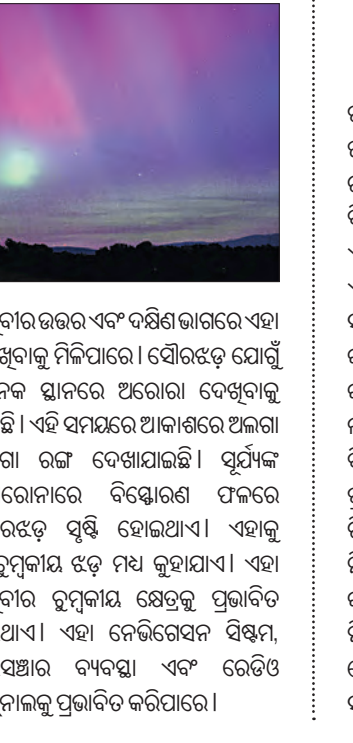 ବୀର ଉତ୍ତର ଏବଂ ଦକ୍ଷିଣ ଭାଗରେ ଏହା
ଖିବାକୁ ମିଳିପାରେ । ସୌରଝଡ଼ ଯୋଗୁଁ
ନକ ସ୍ଥାନରେ ଅରୋରା ଦେଖିବାକୁ
ଛି । ଏହି ସମୟରେ ଆକାଶରେ ଅଲଗା
ଗା ରଙ୍ଗ ଦେଖାଯାଇଛି । ସୂର୍ଯ୍ୟଙ୍କ
ରୋନାରେ ବିସ୍ଫୋରଣ ଫଳରେ
ରଝଡ଼ ସୃଷ୍ଟି ହୋଇଥାଏ । ଏହାକୁ
ଚୁମ୍ବକୀୟ ଝଡ଼ ମଧ୍ୟ କୁହାଯାଏ । ଏହା
ବୀର ଚୁମ୍ବକୀୟ କ୍ଷେତ୍ରକୁ ପ୍ରଭାବିତ
ଥାଏ । ଏହା ନେଭିଗେସନ ସିଷ୍ଟମ,
ସଞ୍ଚାର ବ୍ୟବସ୍ଥା ଏବଂ ରେଡିଓ
ନାଲକୁ ପ୍ରଭାବିତ କରିପାରେ ।